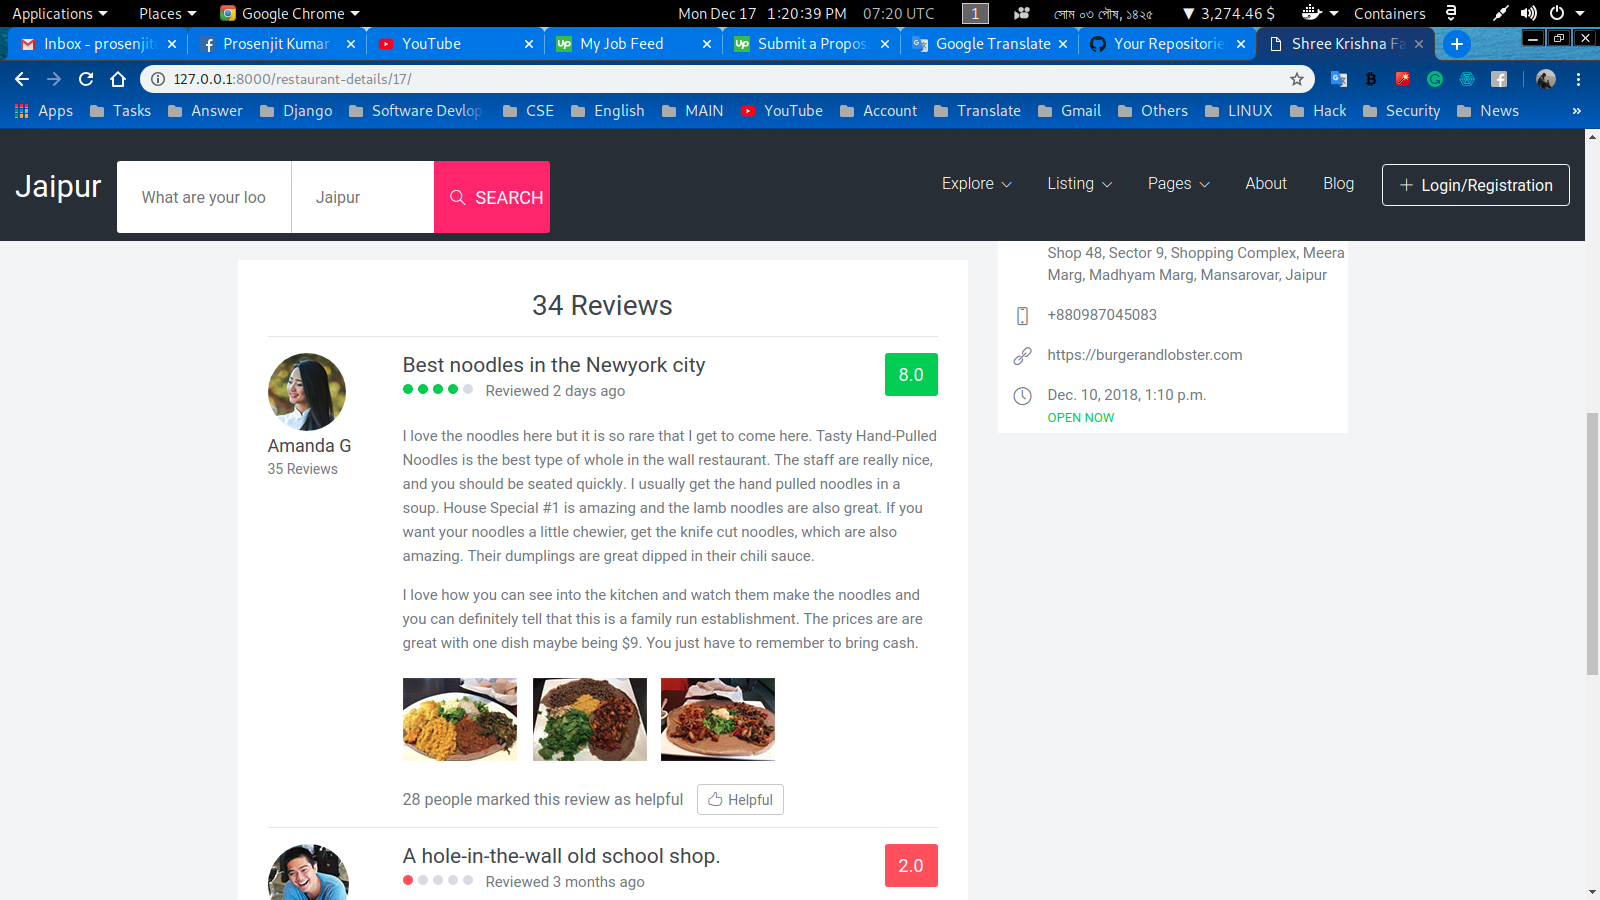 Applications Places Google Chrome Mon Dec 17 1:20:39 PM 07:20 UTC 1 সোম ০৩ পৌষ, ১৪২৫ ▼ 3,274.46 $ Containers
Inbox - prosenjit Prosenjit Kumar YouTube My Job Feed Submit a Propos Google Translate Your Repositorie Shree Krishna Fa
127.0.0.1:8000/restaurant-details/17/
Apps Tasks Answer Django Software Devlop CSE English MAIN YouTube Account Translate Gmail Others LINUX Hack Security News »
Jaipur What are your loo Jaipur SEARCH Explore Listing Pages About Blog + Login/Registration
Shop 48, Sector 9, Shopping Complex, Meera
Marg, Madhyam Marg, Mansarovar, Jaipur
+880987045083
https://burgerandlobster.com
Dec. 10, 2018, 1:10 p.m.
OPEN NOW
34 Reviews
Best noodles in the Newyork city
8.0
Reviewed 2 days ago
Amanda G
35 Reviews
I love the noodles here but it is so rare that I get to come here. Tasty Hand-Pulled
Noodles is the best type of whole in the wall restaurant. The staff are really nice,
and you should be seated quickly. I usually get the hand pulled noodles in a
soup. House Special #1 is amazing and the lamb noodles are also great. If you
want your noodles a little chewier, get the knife cut noodles, which are also
amazing. Their dumplings are great dipped in their chili sauce.
I love how you can see into the kitchen and watch them make the noodles and
you can definitely tell that this is a family run establishment. The prices are are
great with one dish maybe being $9. You just have to remember to bring cash.
28 people marked this review as helpful Helpful
A hole-in-the-wall old school shop.
2.0
Reviewed 3 months ago